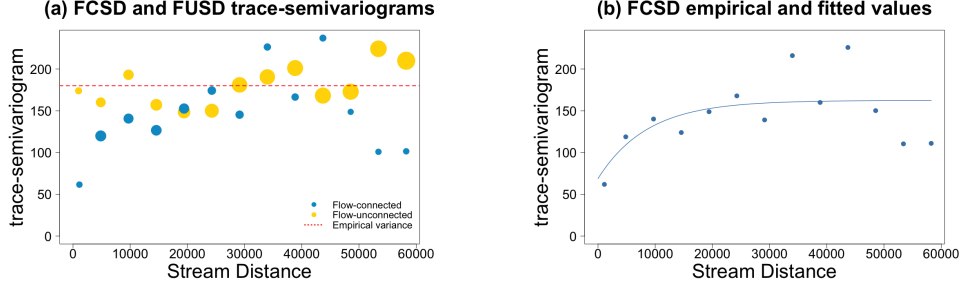 (a) FCSD and FUSD trace-semivariograms
trace-semivariogram
200
150
100
50
0
Flow-connected
Flow-unconnected
Empirical variance
0 10000 20000 30000 40000 50000 60000
Stream Distance
(b) FCSD empirical and fitted values
trace-semivariogram
200
150
100
50
0
0 10000 20000 30000 40000 50000 60000
Stream Distance